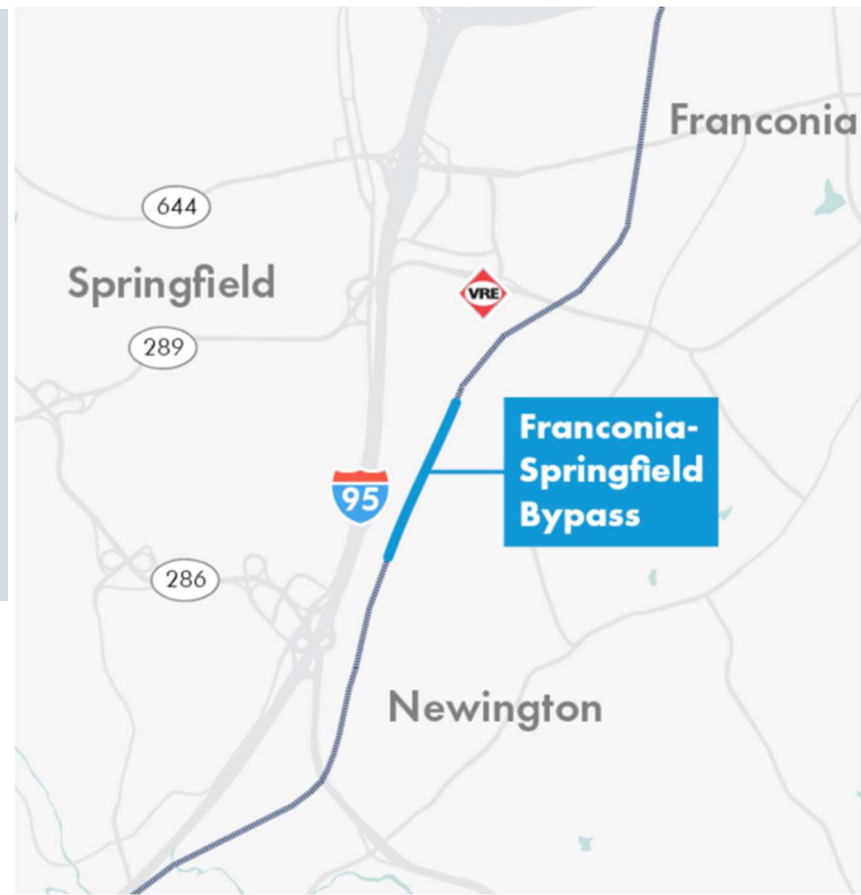 Franconia
644
Springfield
VRE
289
Franconia-
Springfield
Bypass
95
286
Newington